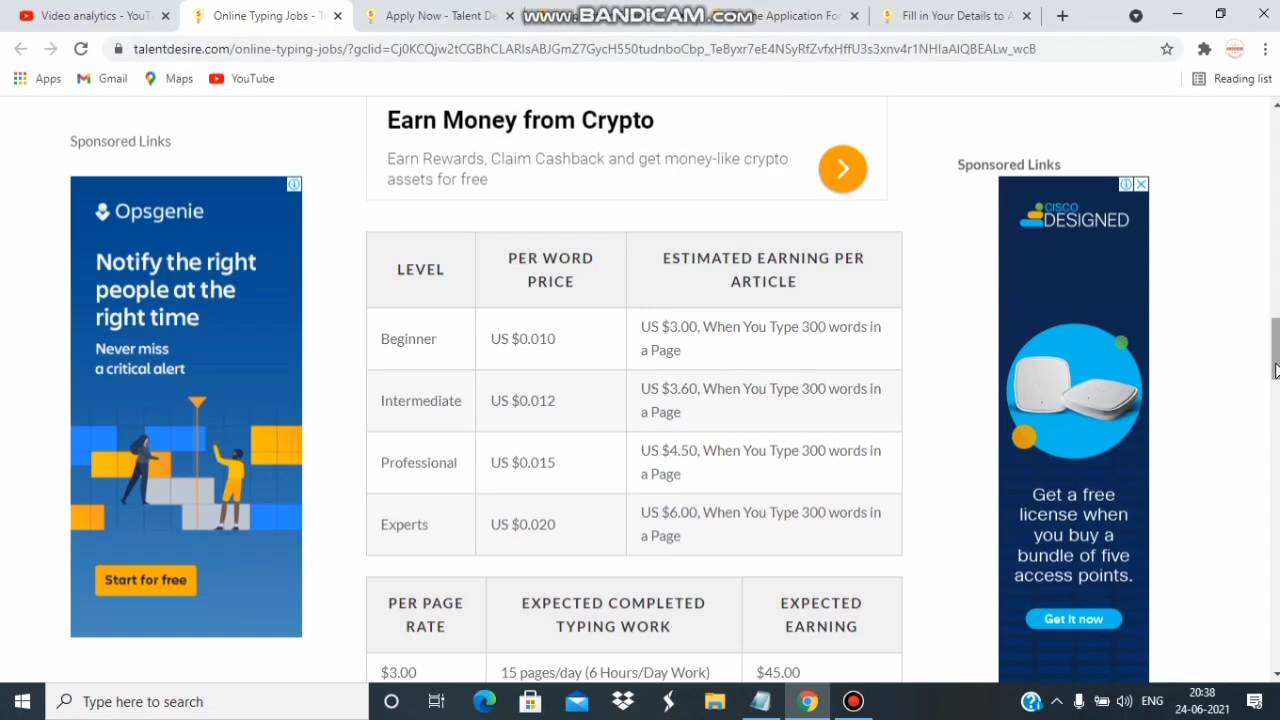 video analytics - YouT
Online Typing Jobs - T
Apply Now - Talent De
www.BANDICAM.com
e Application Fo
Fill in Your Details to A
talentdesire.com/online-typing-jobs/?gclid=Cj0KCQjw2tCGBhCLARIsABJGmZ7GycH550tudnboCbp_TeByxr7eE4NSyRfZvfxHffU3s3xnv4r1NHIaAlQBEALw_wcB
Apps Gmail Maps YouTube Reading list
Sponsored Links
Opsgenie
Notify the right
people at the
right time
Never miss
a critical alert
Start for free
Earn Money from Crypto
Earn Rewards, Claim Cashback and get money-like crypto
assets for free
LEVEL PER WORD PRICE ESTIMATED EARNING PER ARTICLE
Beginner US $0.010 US $3.00, When You Type 300 words in
a Page
Intermediate US $0.012 US $3.60, When You Type 300 words in
a Page
Professional US $0.015 US $4.50, When You Type 300 words in
a Page
Experts US $0.020 US $6.00, When You Type 300 words in
a Page
PER PAGE RATE EXPECTED COMPLETED TYPING WORK EXPECTED EARNING
$3.00 15 pages/day (6 Hours/Day Work) $45.00
Sponsored Links
CISCO
DESIGNED
Get a free
license when
you buy a
bundle of five
access points.
Get it now
Type here to search
ENG
20:38
24-06-2021